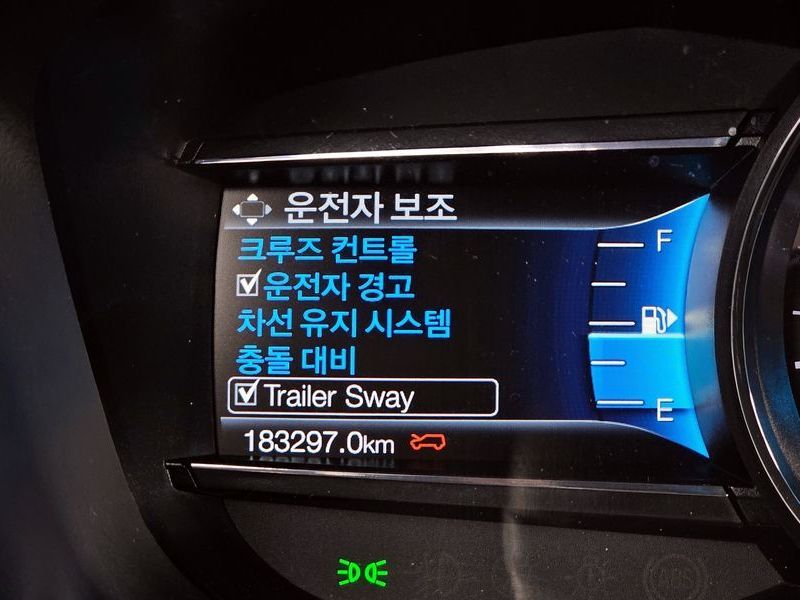 운전자 보조
크루즈 컨트롤
운전자 경고
차선 유지 시스템
충돌 대비
Trailer Sway
183297.0km
F
E